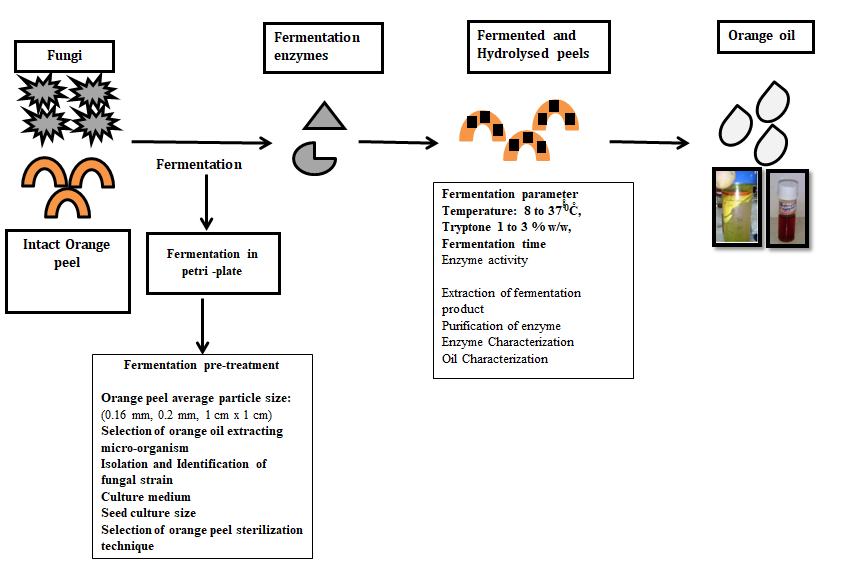 Fungi
Intact Orange
peel
Fermentation
Fermentation in
petri -plate
Fermentation pre-treatment
Orange peel average particle size:
(0.16 mm, 0.2 mm, 1 cm x 1 cm)
Selection of orange oil extracting
micro-organism
Isolation and Identification of
fungal strain
Culture medium
Seed culture size
Selection of orange peel sterilization
technique
Fermentation
enzymes
Fermented and
Hydrolysed peels
Fermentation parameter
Temperature: 8 to 37°C,
Tryptone 1 to 3 % w/w,
Fermentation time
Enzyme activity
Extraction of fermentation
product
Purification of enzyme
Enzyme Characterization
Oil Characterization
Orange oil